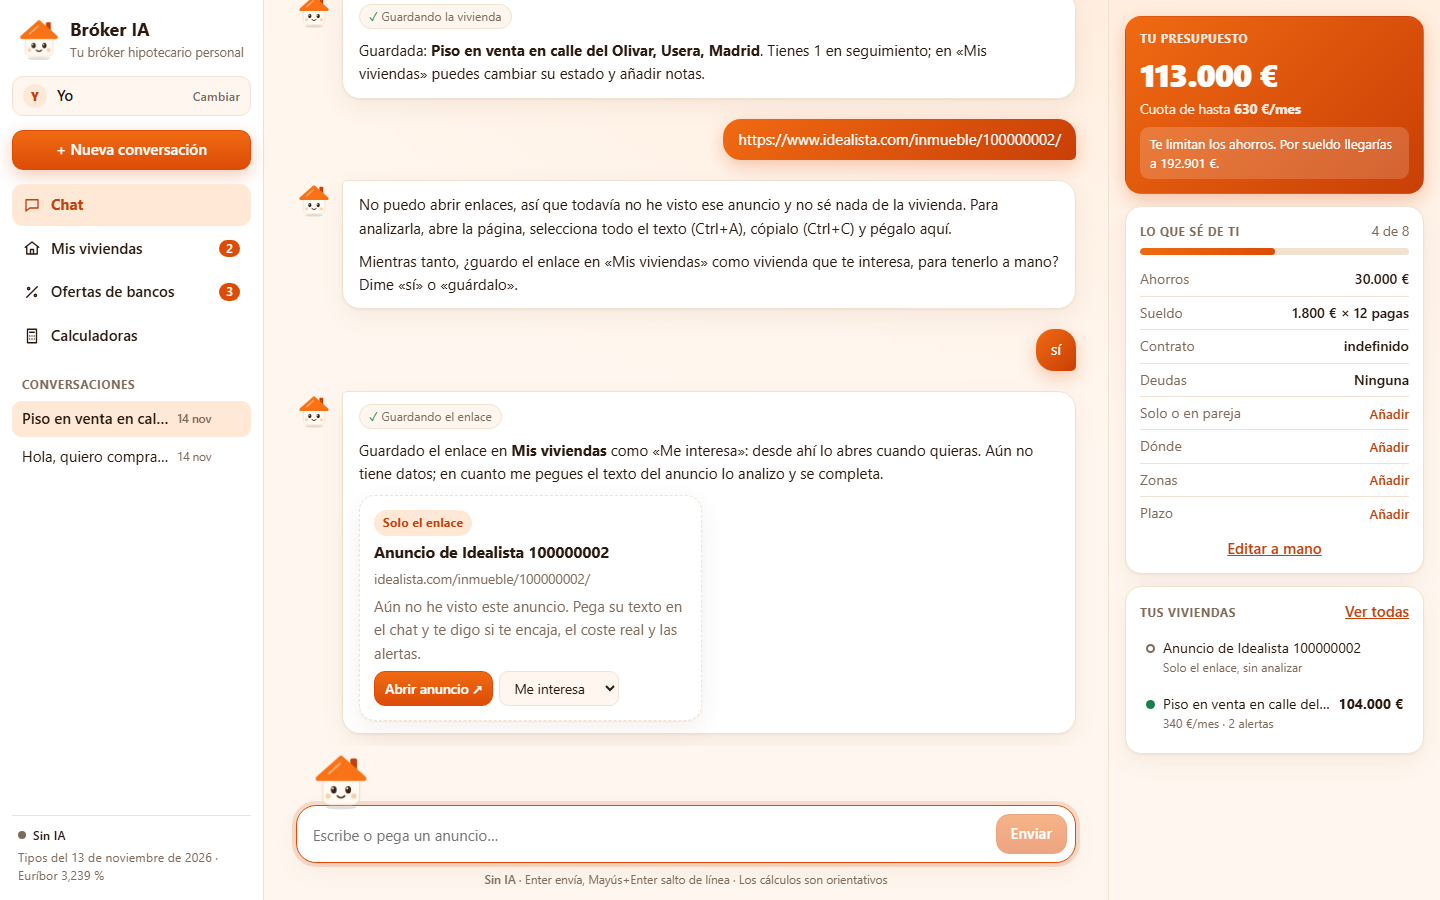 Bróker IA
Tu bróker hipotecario personal
Y Yo Cambiar
+ Nueva conversación
Chat
Mis viviendas 2
Ofertas de bancos 3
Calculadoras
CONVERSACIONES
Piso en venta en cal... 14 nov
Hola, quiero compra... 14 nov
Sin IA
Tipos del 13 de noviembre de 2026 ·
Euríbor 3,239 %
✓ Guardando la vivienda
Guardada: Piso en venta en calle del Olivar, Usera, Madrid. Tienes 1 en seguimiento; en «Mis
viviendas» puedes cambiar su estado y añadir notas.
https://www.idealista.com/inmueble/100000002/
No puedo abrir enlaces, así que todavía no he visto ese anuncio y no sé nada de la vivienda. Para
analizarla, abre la página, selecciona todo el texto (Ctrl+A), cópialo (Ctrl+C) y pégalo aquí.
Mientras tanto, ¿guardo el enlace en «Mis viviendas» como vivienda que te interesa, para tenerlo a mano?
Dime «sí» o «guárdalo».
sí
✓ Guardando el enlace
Guardado el enlace en Mis viviendas como «Me interesa»: desde ahí lo abres cuando quieras. Aún no
tiene datos; en cuanto me pegues el texto del anuncio lo analizo y se completa.
Solo el enlace
Anuncio de Idealista 100000002
idealista.com/inmueble/100000002/
Aún no he visto este anuncio. Pega su texto en
el chat y te digo si te encaja, el coste real y las
alertas.
Abrir anuncio ↗ Me interesa
Escribe o pega un anuncio...
Enviar
Sin IA · Enter envía, Mayús+Enter salto de línea · Los cálculos son orientativos
TU PRESUPUESTO
113.000 €
Cuota de hasta 630 €/mes
Te limitan los ahorros. Por sueldo llegarías
a 192.901 €.
LO QUE SÉ DE TI 4 de 8
Ahorros 30.000 €
Sueldo 1.800 € × 12 pagas
Contrato indefinido
Deudas Ninguna
Solo o en pareja Añadir
Dónde Añadir
Zonas Añadir
Plazo Añadir
Editar a mano
TUS VIVIENDAS Ver todas
Anuncio de Idealista 100000002
Solo el enlace, sin analizar
Piso en venta en calle del... 104.000 €
340 €/mes · 2 alertas